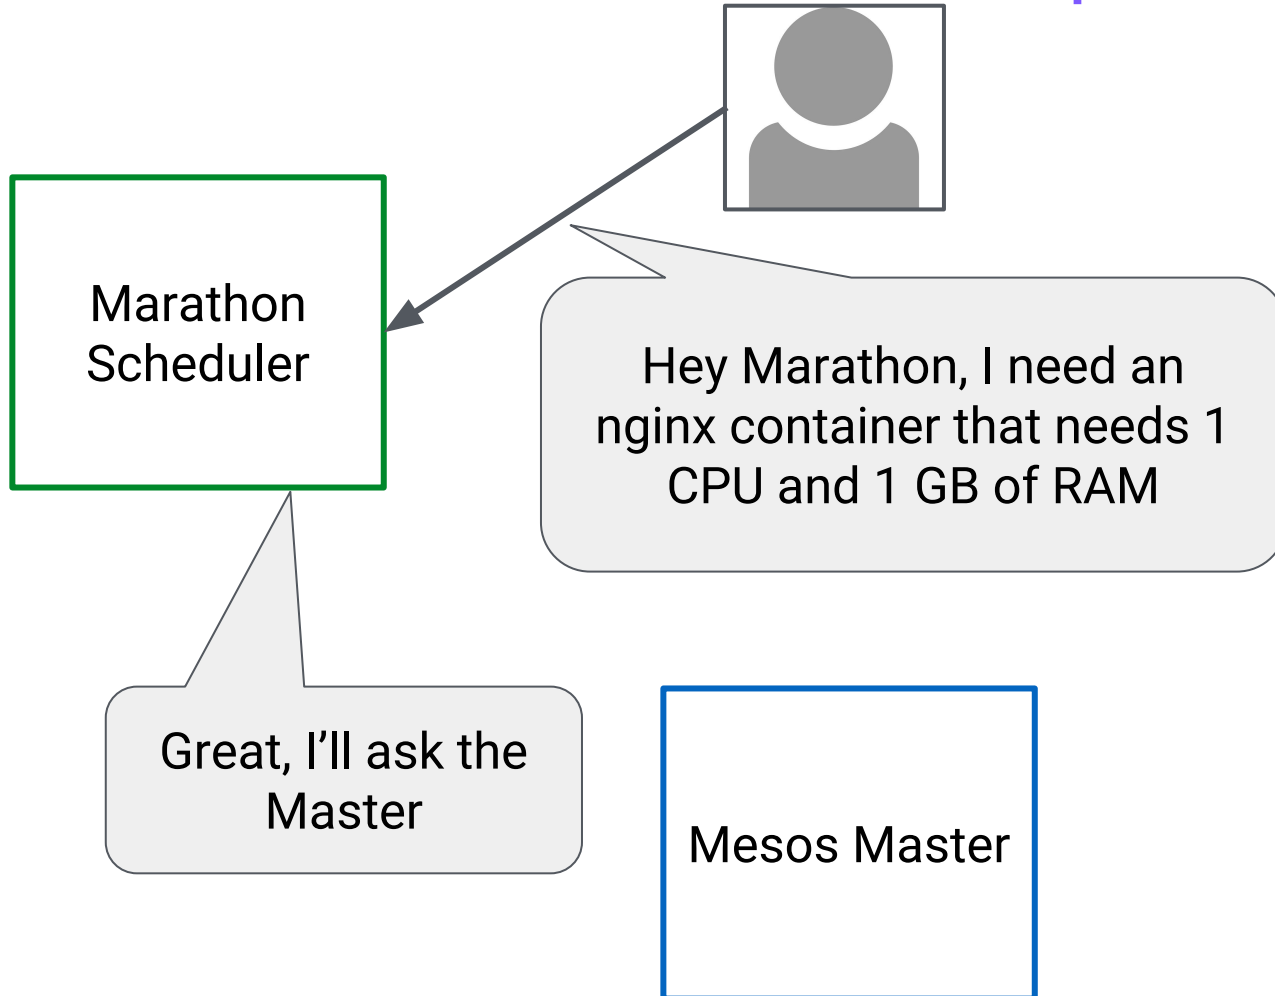 Marathon
Scheduler
Hey Marathon, I need an
nginx container that needs 1
CPU and 1 GB of RAM
Great, I’ll ask the
Master
Mesos Master